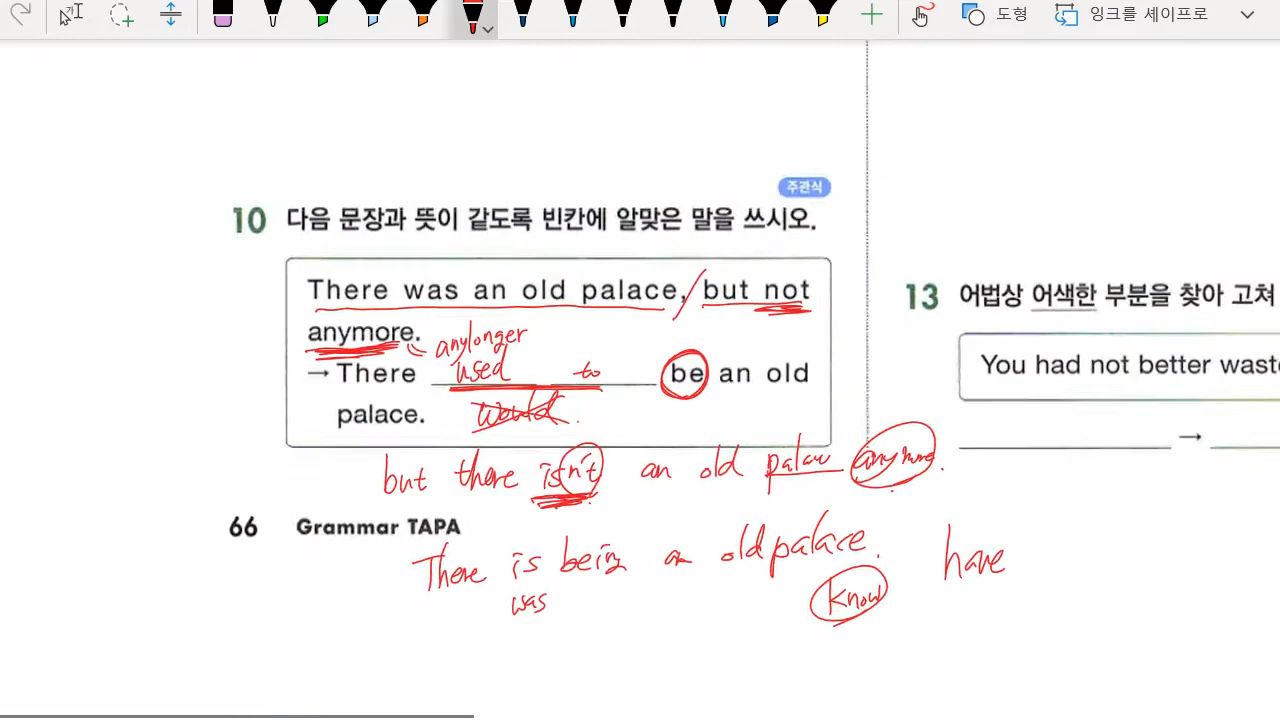 도형
잉크를 셰이프로
주관식
10 다음 문장과 뜻이 같도록 빈칸에 알맞은 말을 쓰시오.
There was an old palace, but not
anymore.
anylonger
→ There used to be an old
palace.
would
but there isn't an old palace anymore.
66 Grammar TAPA
There is being an old palace.
was
know
have
13 어법상 어색한 부분을 찾아 고쳐
You had not better waste
→